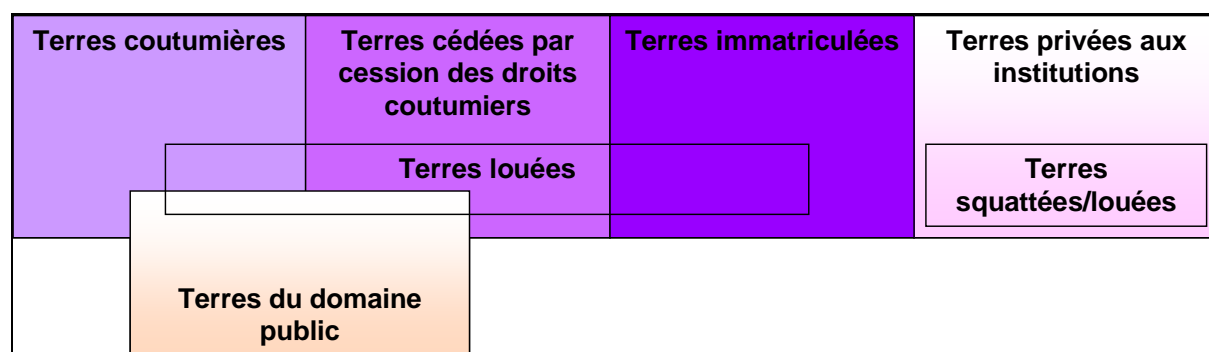 Terres coutumières
Terres cédées par
cession des droits
coutumiers
Terres immatriculées
Terres privées aux
institutions
Terres louées
Terres
squattées/louées
Terres du domaine
public